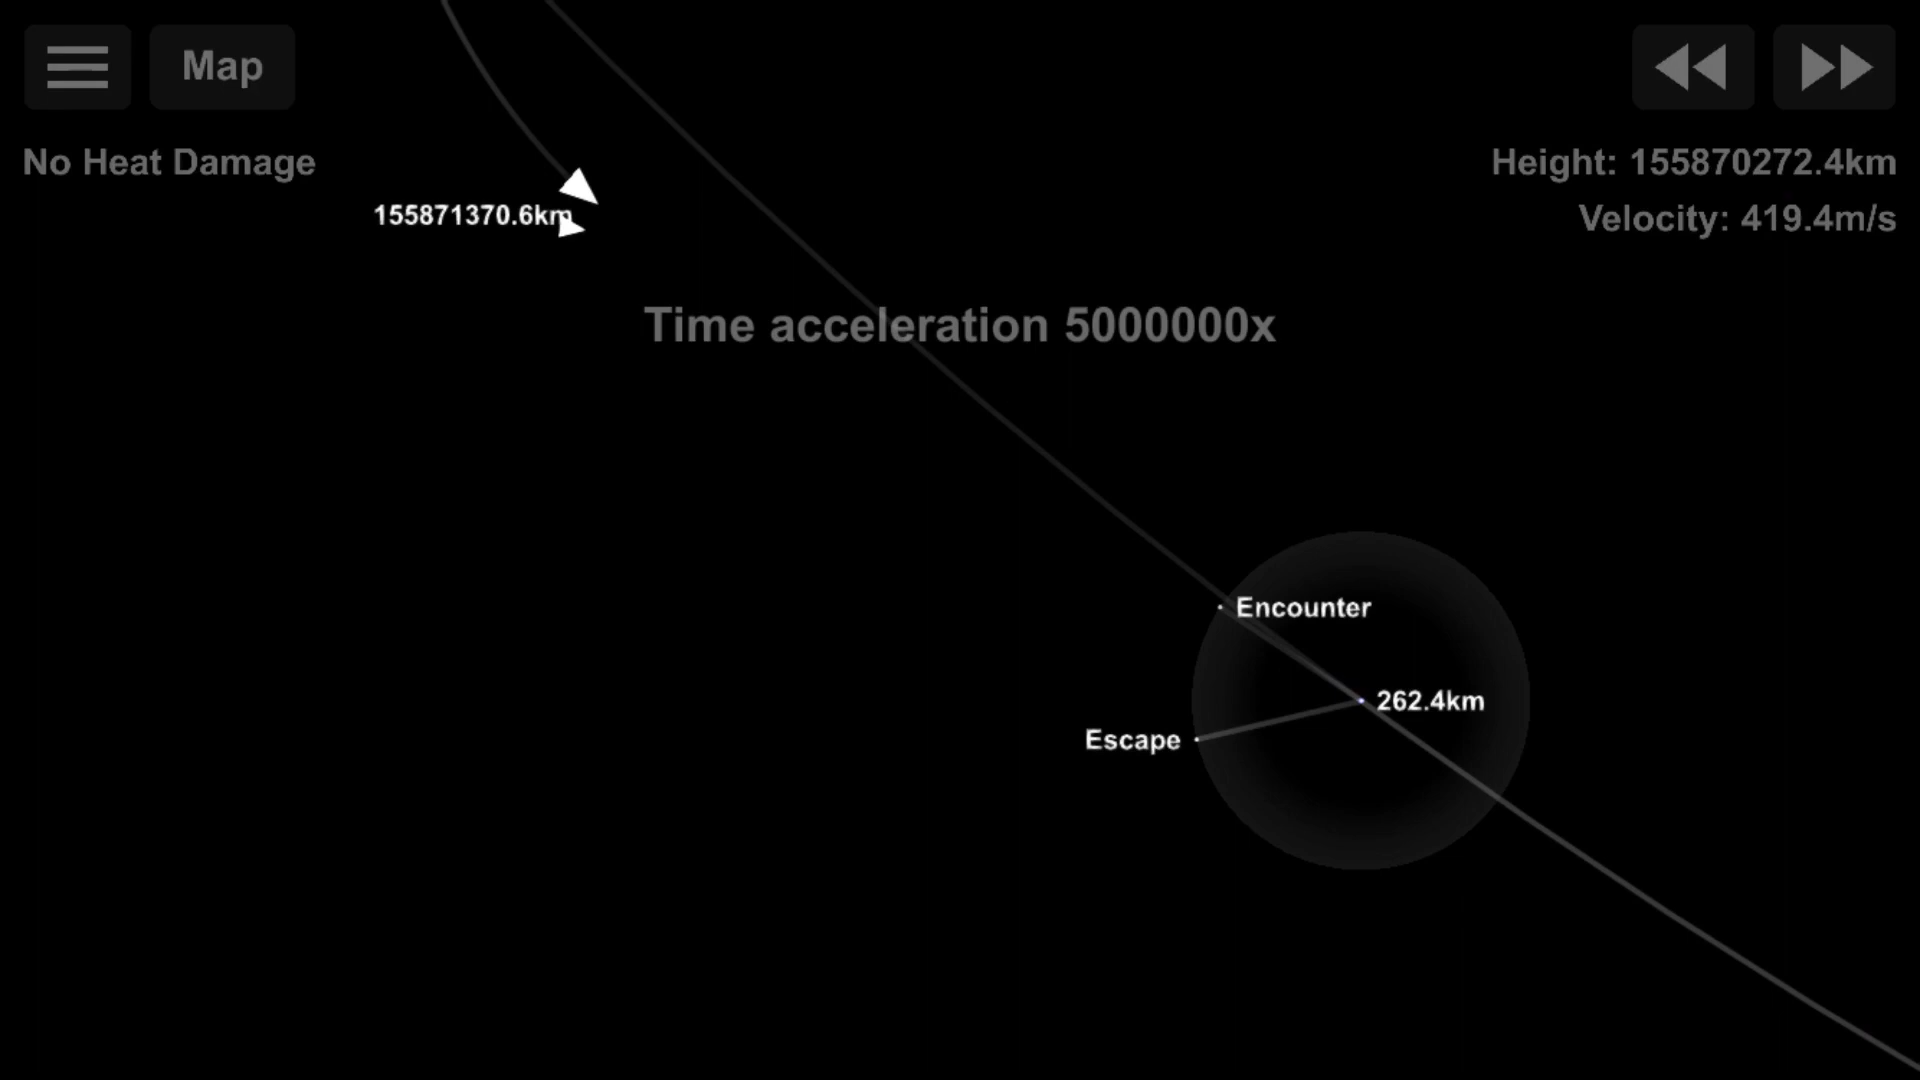 Map
No Heat Damage
Height: 155870272.4km
Velocity: 419.4m/s
155871370.6km
Time acceleration 5000000x
Encounter
262.4km
Escape